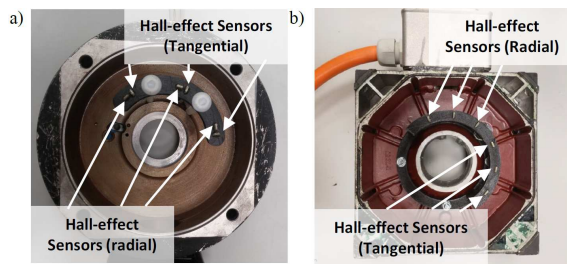 a)
Hall-effect Sensors
(Tangential)
Hall-effect
Sensors (radial)
b)
Hall-effect
Sensors (Radial)
Hall-effect Sensors
(Tangential)